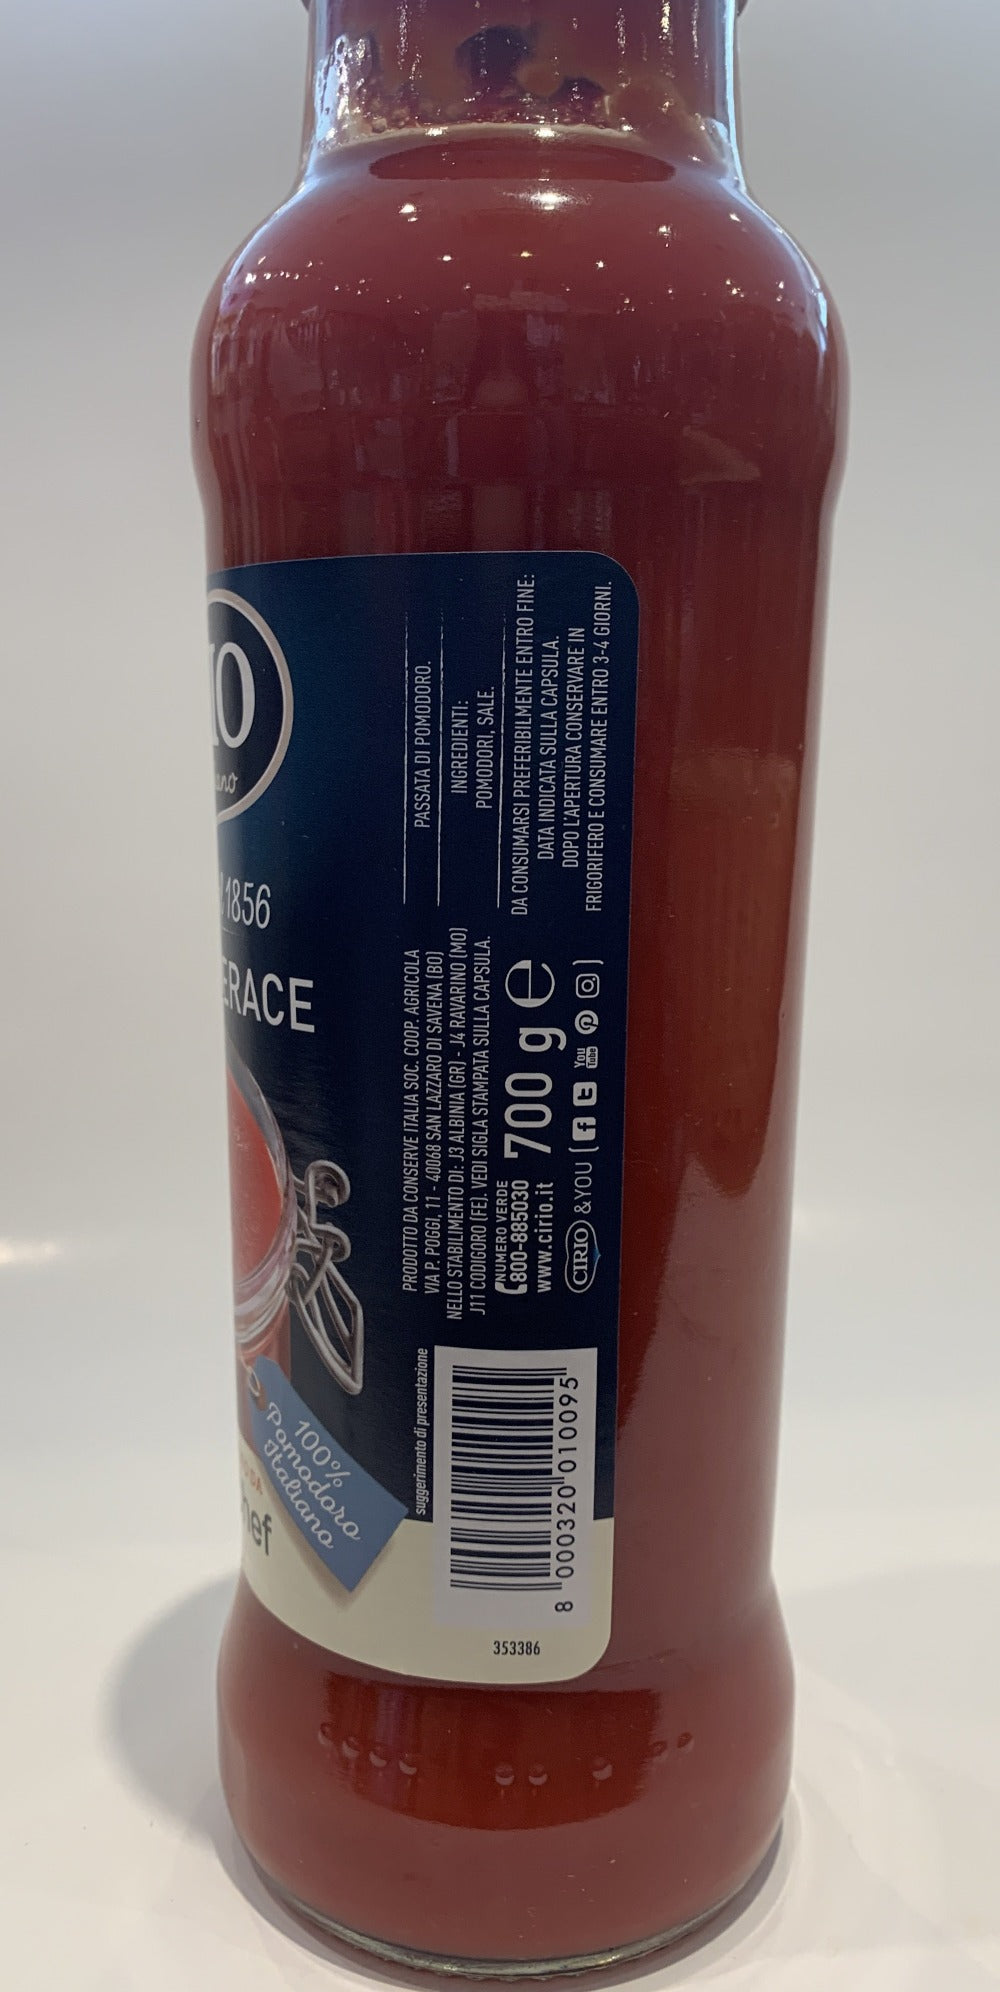 IO
1856
ERACE
100%
Pomodoro
Italiano
DA
hef
PASSATA DI POMODORO.
INGREDIENTI:
POMODORI, SALE.
DA CONSUMARSI PREFERIBILMENTE ENTRO FINE:
DATA INDICATA SULLA CAPSULA.
DOPO L'APERTURA CONSERVARE IN
FRIGORIFERO E CONSUMARE ENTRO 3-4 GIORNI.
PRODOTTO DA CONSERVE ITALIA SOC. COOP. AGRICOLA
VIA P. POGGI, 11 - 40068 SAN LAZZARO DI SAVENA (BO)
NELLO STABILIMENTO DI: J3 ALBINIA (GR) - J4 RAVARINO (MO)
J11 CODIGORO (FE). VEDI SIGLA STAMPATA SULLA CAPSULA.
NUMERO VERDE
800-885030
www.cirio.it
700 g e
CIRIO &YOU ( f t You Tube )
suggerimento di presentazione
8 000320 010095
353386